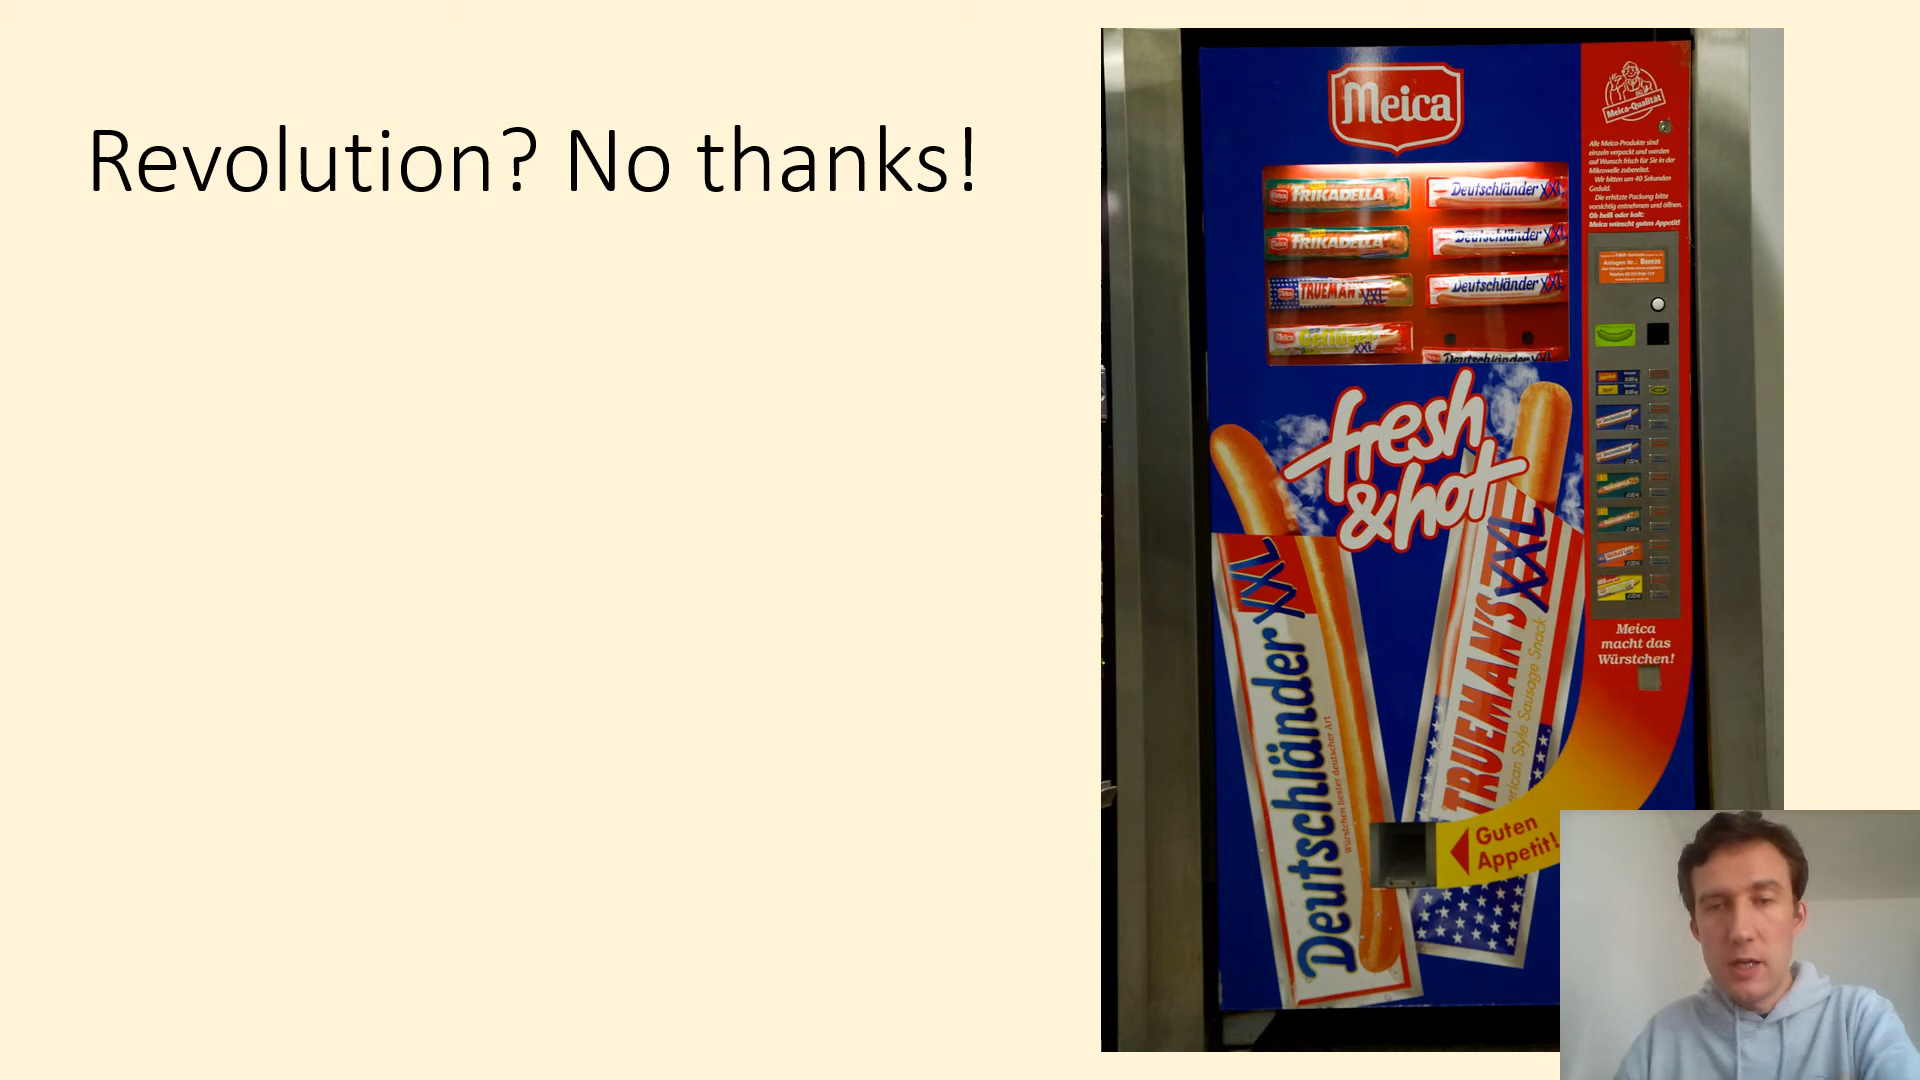 Revolution? No thanks!
Meica
Meica-Qualität
Alle Meica-Produkte sind
einzeln verpackt und werden
auf Wunsch frisch für Sie in der
Mikrowelle zubereitet.
Wir bitten um 40 Sekunden
Geduld.
Die erhitzte Packung bitte
vorsichtig entnehmen und öffnen.
Ob heiß oder kalt:
Meica wünscht guten Appetit!
FRIKADELLA
Deutschländer XXL
FRIKADELLA
Deutschländer XXL
TRUEMAN'S XXL
Deutschländer XXL
Meica Geflügel XXL
Deutschländer XXL
Anlagen Nr.:
fresh
&hot
Deutschländer XXL
Würstchen bester deutscher Art
TRUEMAN'S XXL
Style Sausage Snack
Meica
macht das
Würstchen!
Guten
Appetit!